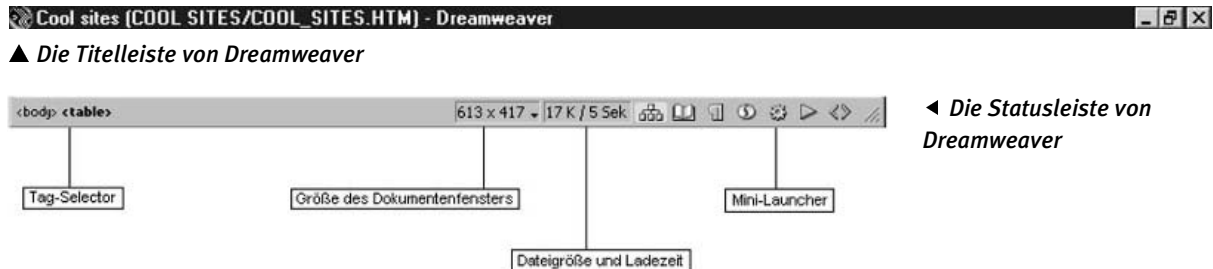 Cool sites (COOL SITES/COOL_SITES.HTM) - Dreamweaver
▲ Die Titelleiste von Dreamweaver
<body> <table> 613 x 417 17 K / 5 Sek
◀ Die Statusleiste von
Dreamweaver
Tag-Selector Größe des Dokumentenfensters Mini-Launcher
Dateigröße und Ladezeit